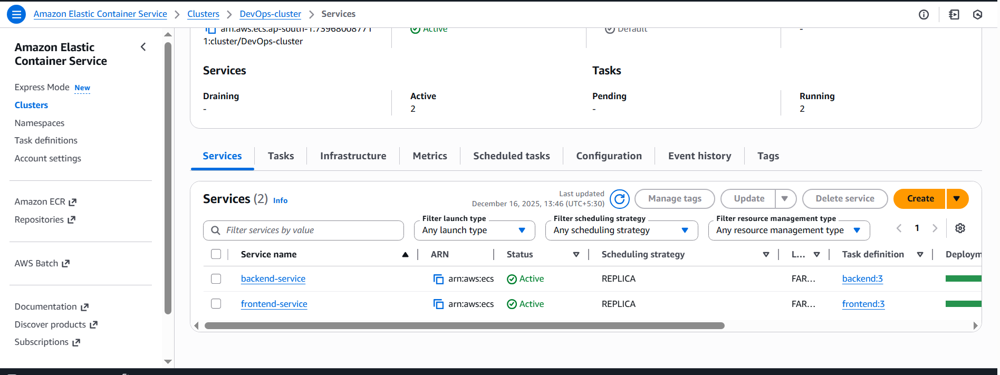 Amazon Elastic Container Service > Clusters > DevOps-cluster > Services
Amazon Elastic
Container Service
Express Mode New
Clusters
Namespaces
Task definitions
Account settings
Amazon ECR
Repositories
AWS Batch
Documentation
Discover products
Subscriptions
arn:aws:ecs:ap-south-1:73968008771
1:cluster/DevOps-cluster
Active
Default
-
Services
Draining
-
Active
2
Tasks
Pending
-
Running
2
Services Tasks Infrastructure Metrics Scheduled tasks Configuration Event history Tags
Services (2) Info
Last updated
December 16, 2025, 13:46 (UTC+5:30)
Manage tags Update Delete service Create
Filter services by value
Filter launch type
Any launch type
Filter scheduling strategy
Any scheduling strategy
Filter resource management type
Any resource management type
1
Service name ARN Status Scheduling strategy L... Task definition Deploym
backend-service arn:aws:ecs Active REPLICA FAR... backend:3
frontend-service arn:aws:ecs Active REPLICA FAR... frontend:3